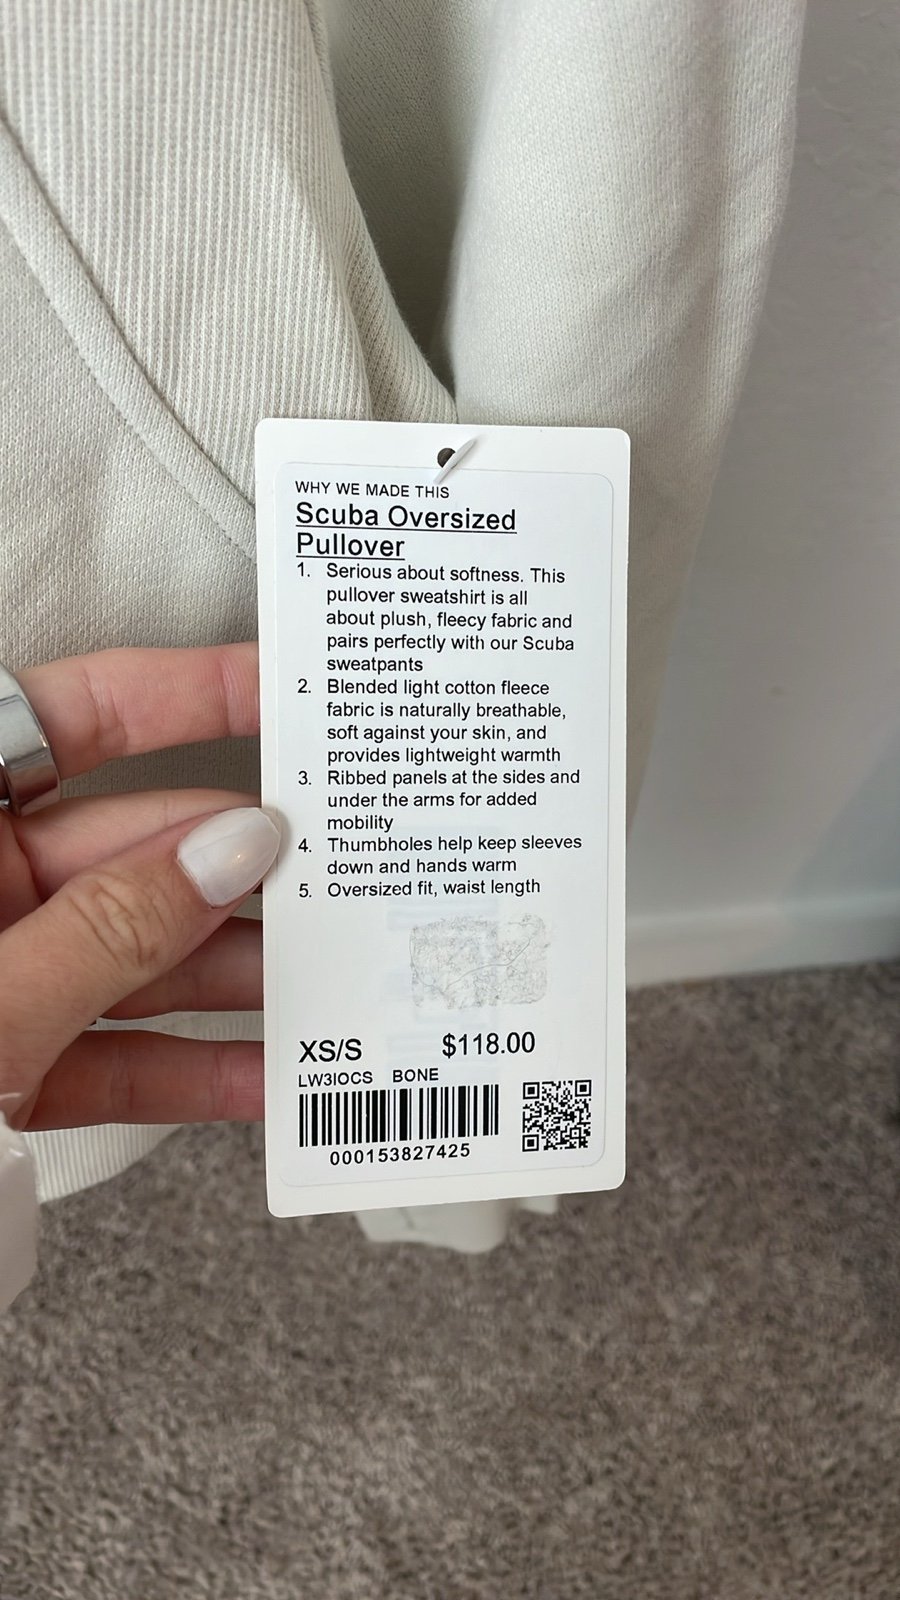 WHY WE MADE THIS
Scuba Oversized
Pullover
1. Serious about softness. This
pullover sweatshirt is all
about plush, fleecy fabric and
pairs perfectly with our Scuba
sweatpants
2. Blended light cotton fleece
fabric is naturally breathable,
soft against your skin, and
provides lightweight warmth
3. Ribbed panels at the sides and
under the arms for added
mobility
4. Thumbholes help keep sleeves
down and hands warm
5. Oversized fit, waist length
XS/S $118.00
LW3IOCS BONE
000153827425